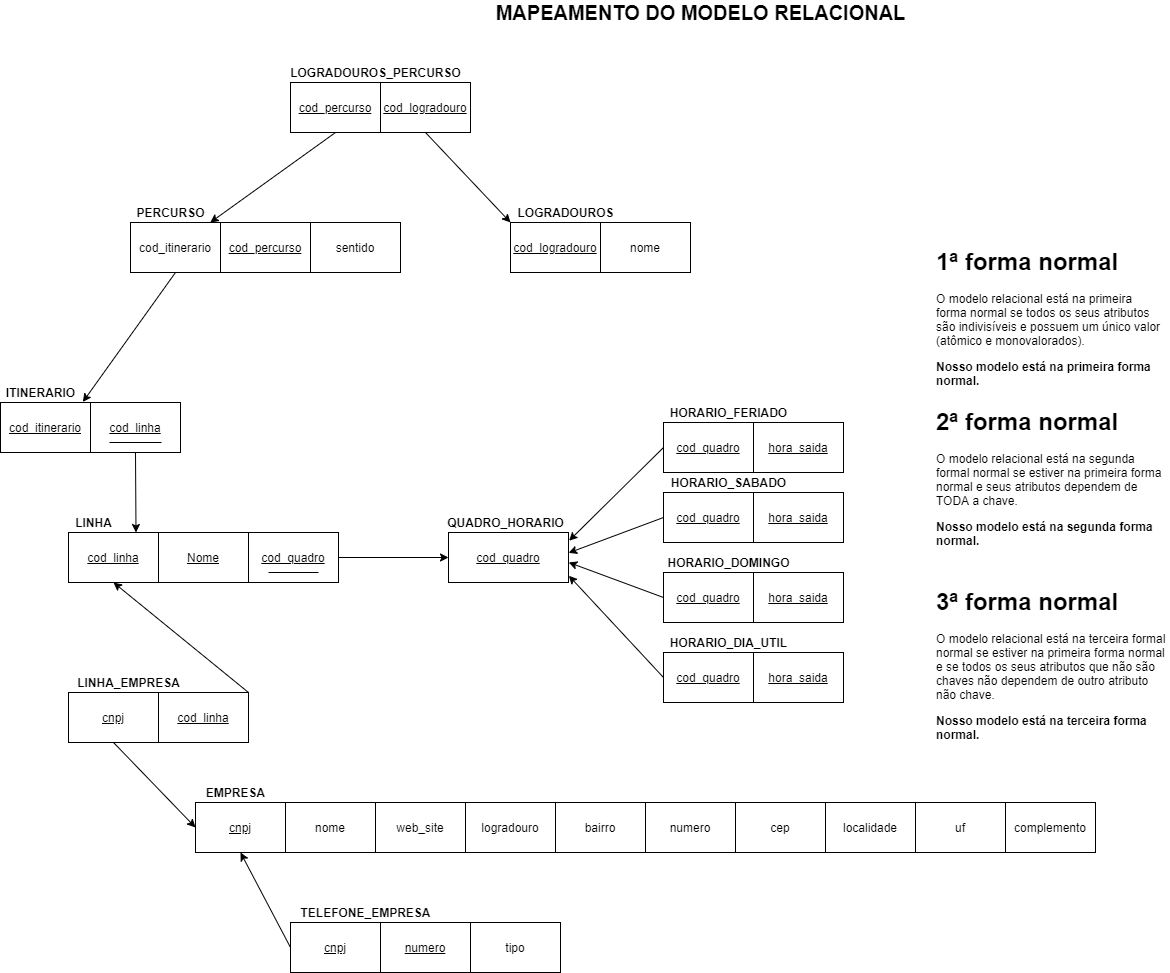 MAPEAMENTO DO MODELO RELACIONAL
LOGRADOUROS_PERCURSO
cod_percurso cod_logradouro
PERCURSO
cod_itinerario cod_percurso sentido
LOGRADOUROS
cod_logradouro nome
ITINERARIO
cod_itinerario cod_linha
LINHA
cod_linha Nome cod_quadro
QUADRO_HORARIO
cod_quadro
HORARIO_FERIADO
cod_quadro hora_saida
HORARIO_SABADO
cod_quadro hora_saida
HORARIO_DOMINGO
cod_quadro hora_saida
HORARIO_DIA_UTIL
cod_quadro hora_saida
LINHA_EMPRESA
cnpj cod_linha
EMPRESA
cnpj nome web_site logradouro bairro numero cep localidade uf complemento
TELEFONE_EMPRESA
cnpj numero tipo
1ª forma normal
O modelo relacional está na primeira
forma normal se todos os seus atributos
são indivisíveis e possuem um único valor
(atômico e monovalorados).
Nosso modelo está na primeira forma
normal.
2ª forma normal
O modelo relacional está na segunda
formal normal se estiver na primeira forma
normal e seus atributos dependem de
TODA a chave.
Nosso modelo está na segunda forma
normal.
3ª forma normal
O modelo relacional está na terceira formal
normal se estiver na primeira forma normal
e se todos os seus atributos que não são
chaves não dependem de outro atributo
não chave.
Nosso modelo está na terceira forma
normal.